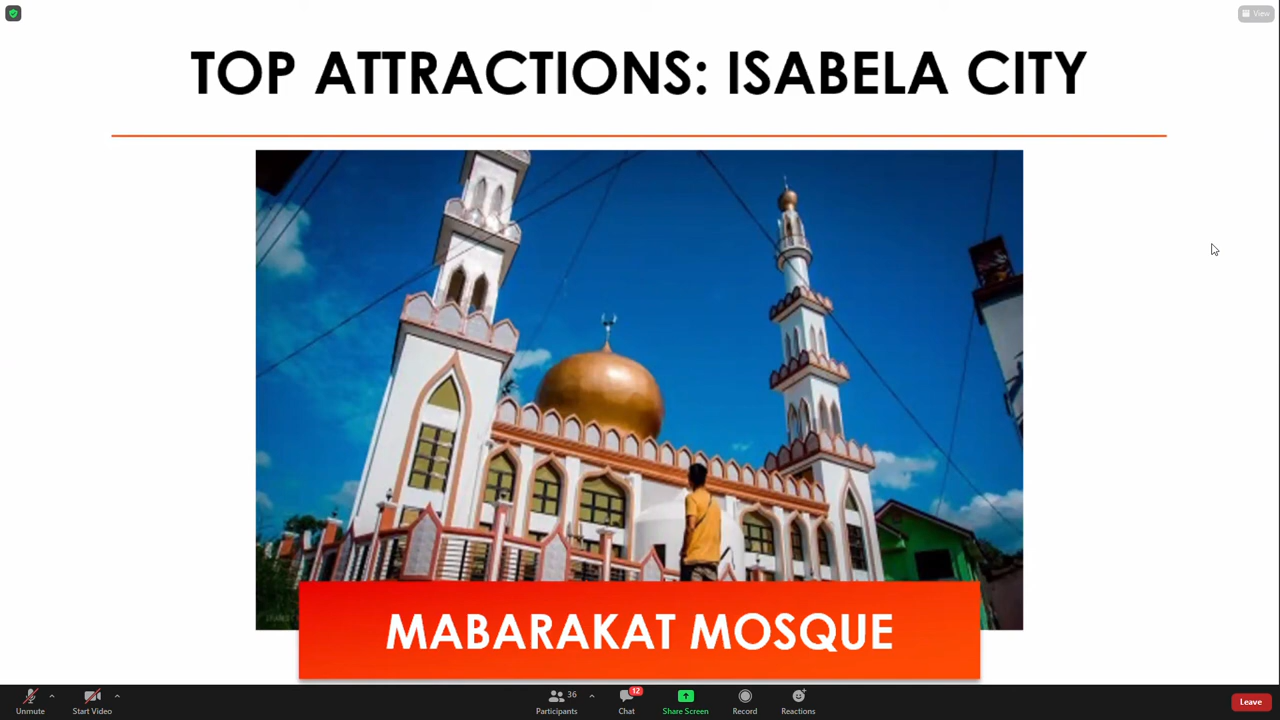 View
TOP ATTRACTIONS: ISABELA CITY
MABARAKAT MOSQUE
Unmute
Start Video
36
Participants
12
Chat
Share Screen
Record
Reactions
Leave